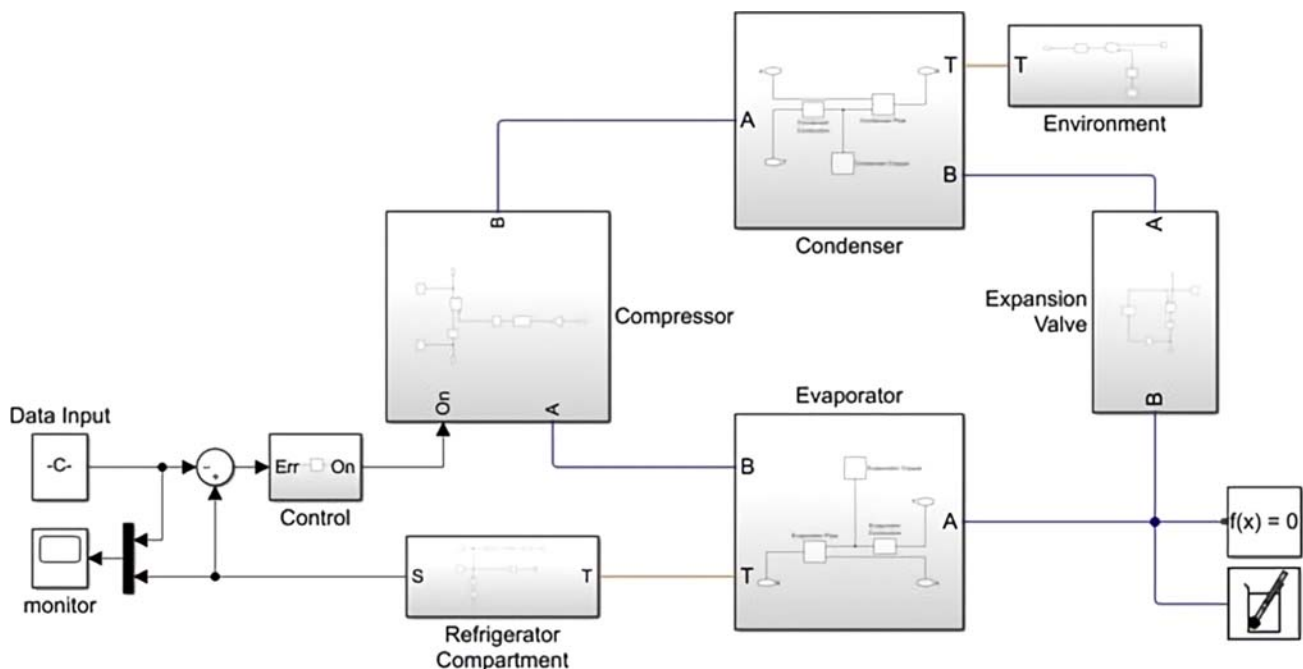 T
T
A
Environment
B
Condenser
B
A
Compressor
Expansion
Valve
On
A
B
Evaporator
Data Input
-C-
-
+
Err
On
Control
B
A
f(x) = 0
monitor
S
T
T
Refrigerator
Compartment